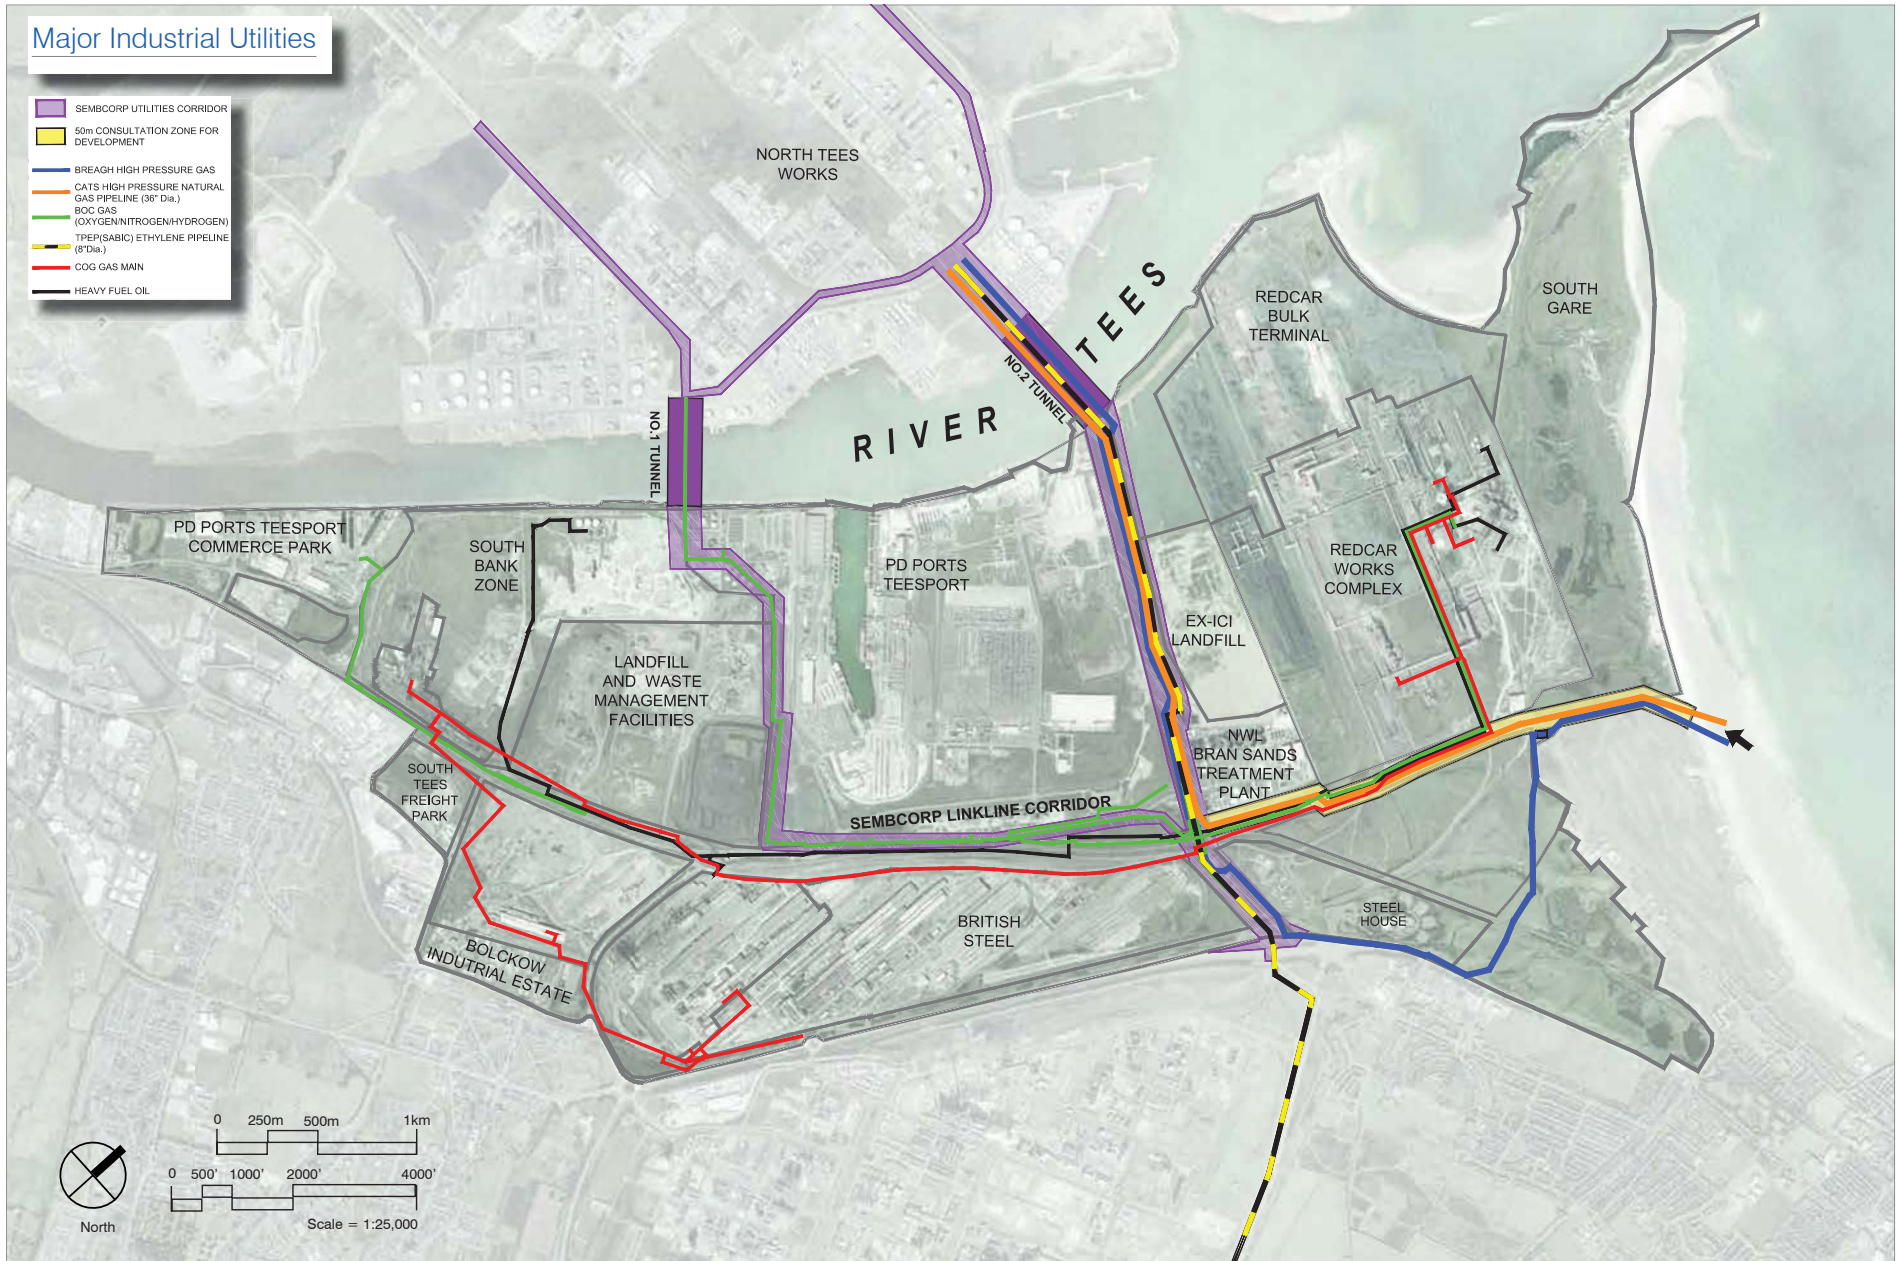 Major Industrial Utilities
SEMBCORP UTILITIES CORRIDOR
50m CONSULTATION ZONE FOR
DEVELOPMENT
BREAGH HIGH PRESSURE GAS
CATS HIGH PRESSURE NATURAL
GAS PIPELINE (36" Dia.)
BOC GAS
(OXYGEN/NITROGEN/HYDROGEN)
TPEP(SABIC) ETHYLENE PIPELINE
(8"Dia.)
COG GAS MAIN
HEAVY FUEL OIL
NORTH TEES
WORKS
RIVER TEES
NO.1 TUNNEL
NO.2 TUNNEL
REDCAR
BULK
TERMINAL
SOUTH
GARE
PD PORTS TEESPORT
COMMERCE PARK
SOUTH
BANK
ZONE
PD PORTS
TEESPORT
REDCAR
WORKS
COMPLEX
EX-ICI
LANDFILL
LANDFILL
AND WASTE
MANAGEMENT
FACILITIES
NWL
BRAN SANDS
TREATMENT
PLANT
SOUTH
TEES
FREIGHT
PARK
SEMBCORP LINKLINE CORRIDOR
BRITISH
STEEL
STEEL
HOUSE
BOLCKOW
INDUTRIAL ESTATE
0 250m 500m 1km
0 500' 1000' 2000' 4000'
Scale = 1:25,000
North